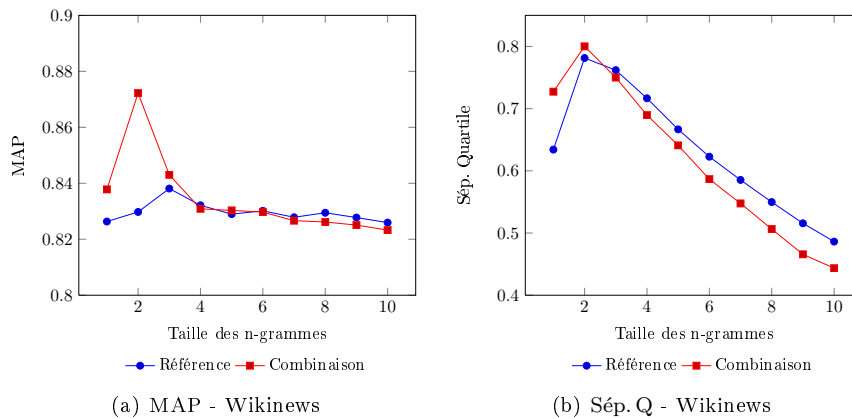 0.9
0.88
0.86
0.84
0.82
0.8
MAP
2 4 6 8 10
Taille des n-grammes
Référence Combinaison
(a) MAP - Wikinews
0.8
0.7
0.6
0.5
0.4
Sép. Quartile
2 4 6 8 10
Taille des n-grammes
Référence Combinaison
(b) Sép. Q - Wikinews